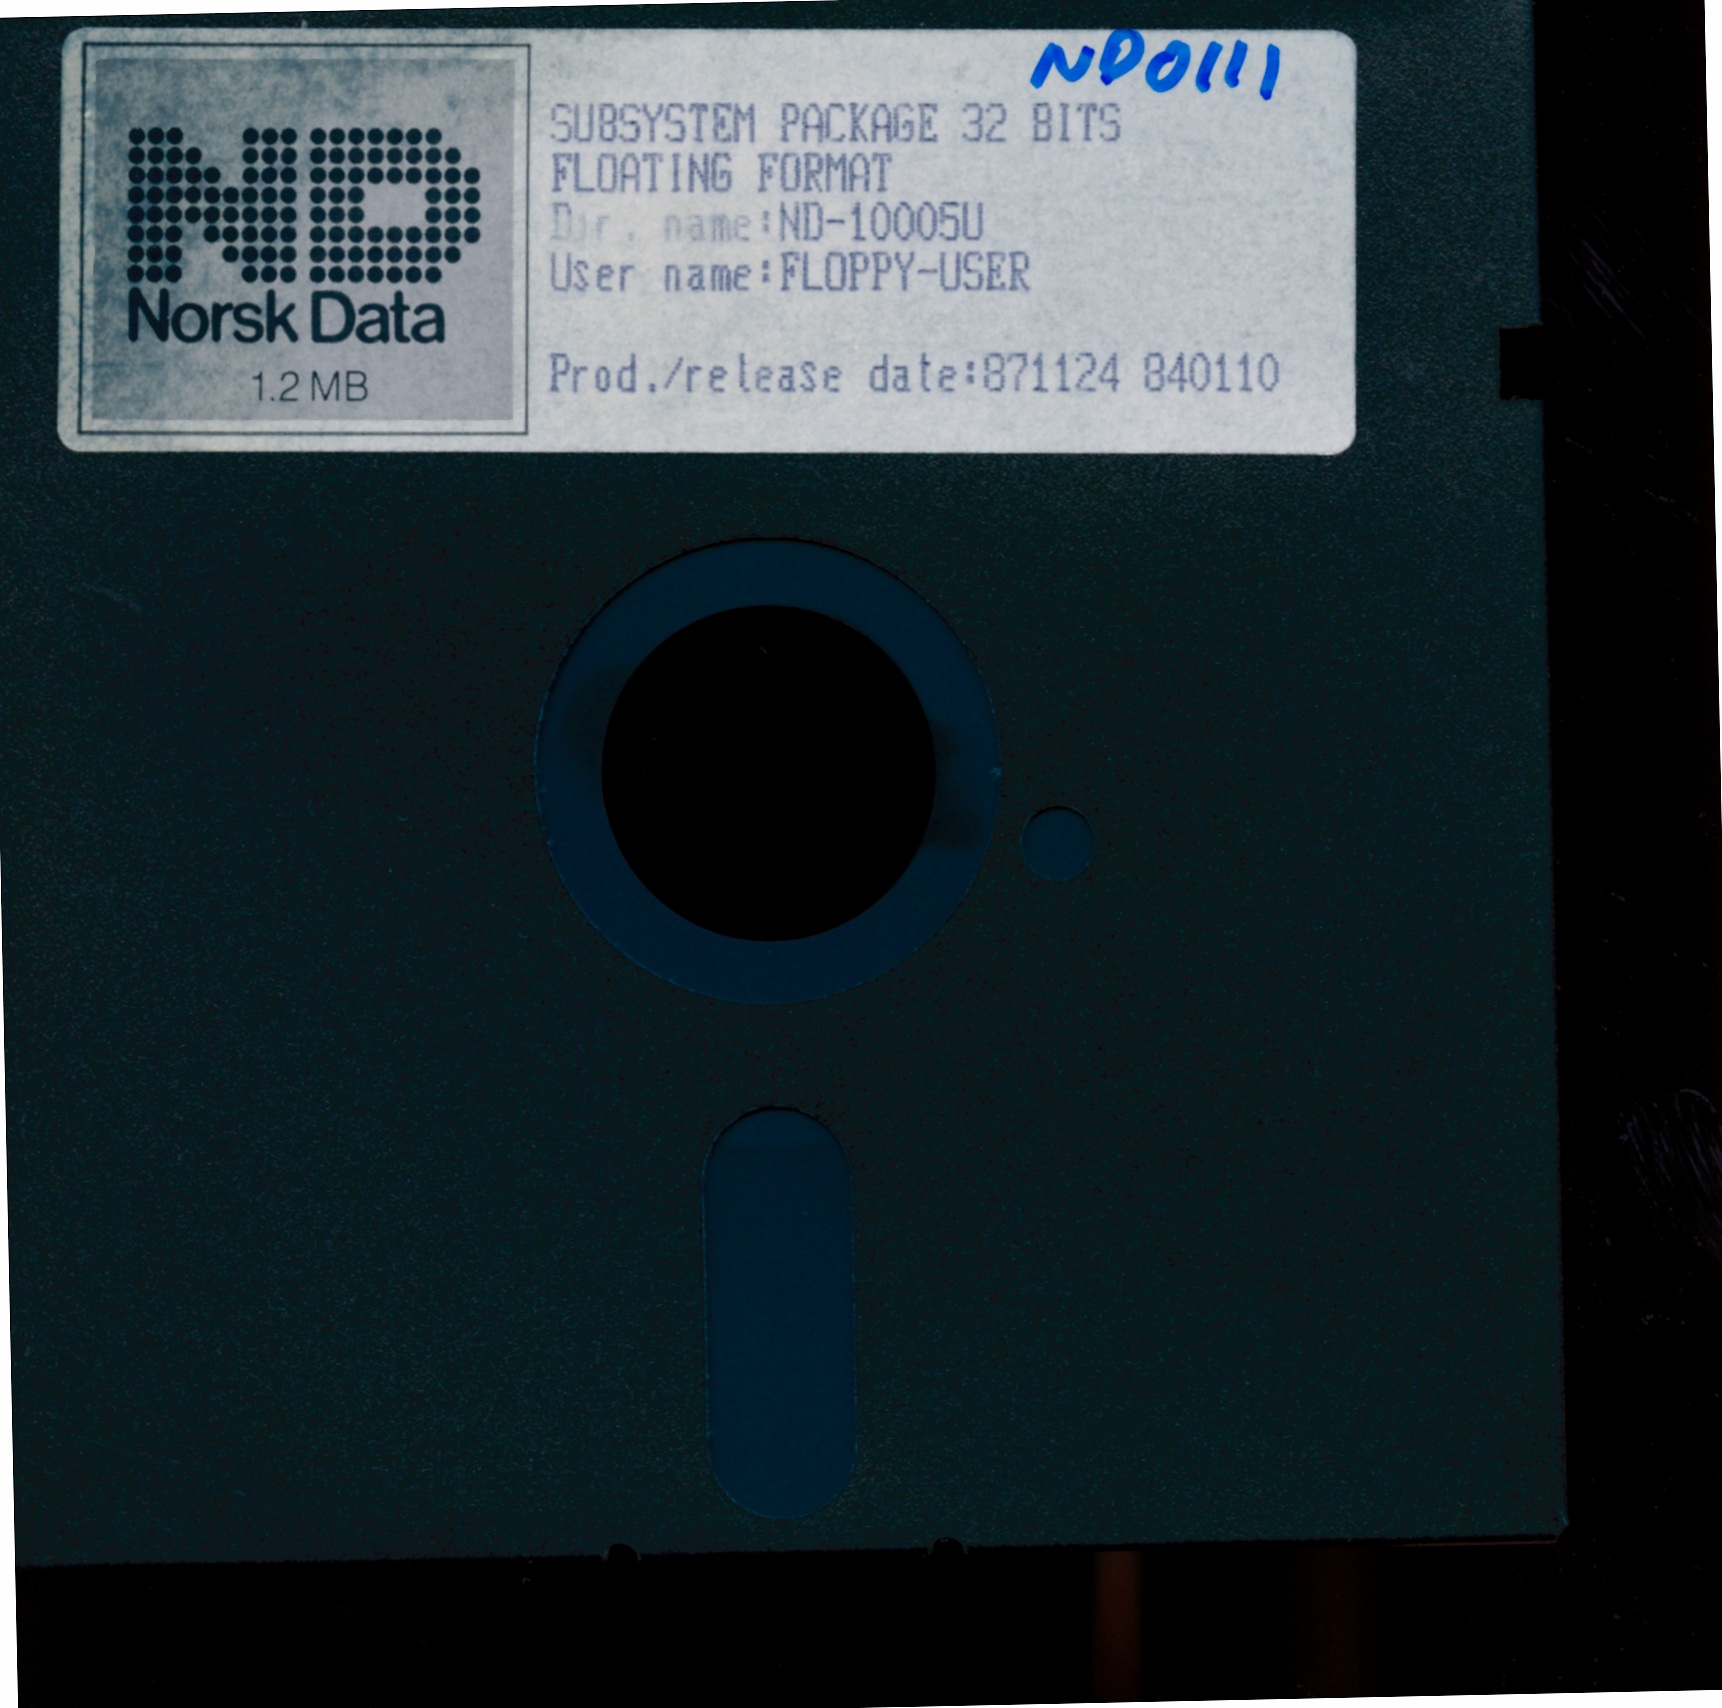 ND0111
ND
Norsk Data
1.2 MB
SUBSYSTEM PACKAGE 32 BITS
FLOATING FORMAT
Dir. name:ND-10005U
User name:FLOPPY-USER
Prod./release date:871124 840110